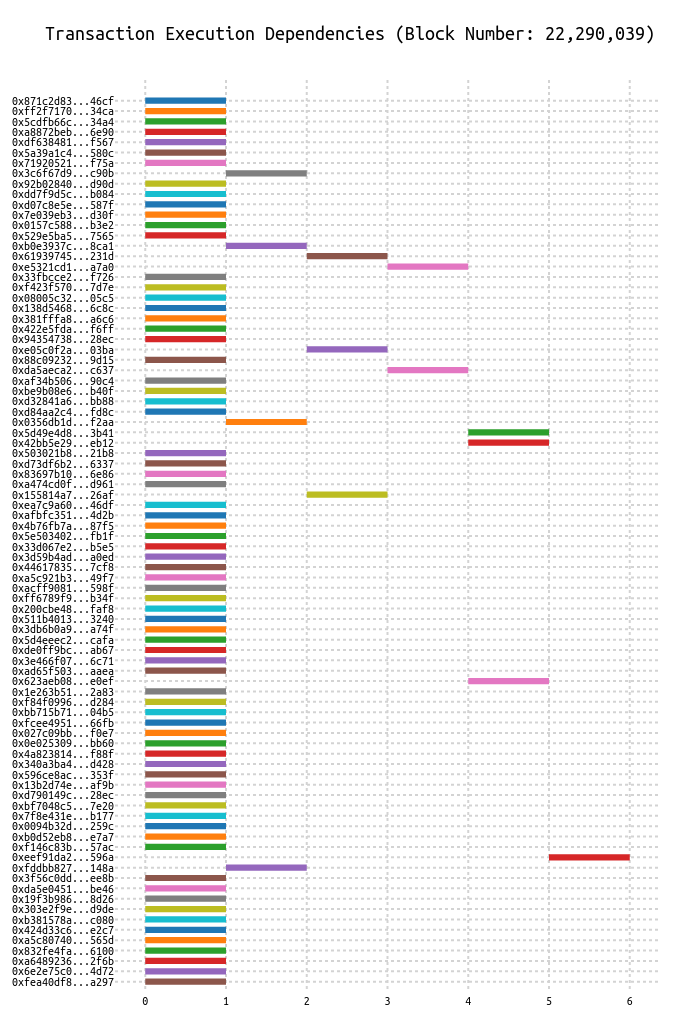 Transaction Execution Dependencies (Block Number: 22,290,039)
0x871c2d83...46cf
0xff2f7170...34ca
0x5cdfb66c...34a4
0xa8872beb...6e90
0xdf638481...f567
0x5a39a1c4...580c
0x71920521...f75a
0x3c6f67d9...c90b
0x92b02840...d90d
0xdd7f9d5c...b084
0xd07c8e5e...587f
0x7e039eb3...d30f
0x0157c588...b3e2
0x529e5ba5...7565
0xb0e3937c...8ca1
0x61939745...231d
0xe5321cd1...a7a0
0x33fbcce2...f726
0xf423f570...7d7e
0x08005c32...05c5
0x138d5468...6c8c
0x381fffa8...a6c6
0x422e5fda...f6ff
0x94354738...28ec
0xe05c0f2a...03ba
0x88c09232...9d15
0xda5aeca2...c637
0xaf34b506...90c4
0xbe9b08e6...b40f
0xd32841a6...bb88
0xd84aa2c4...fd8c
0x0356db1d...f2aa
0x5d49e4d8...3b41
0x42bb5e29...eb12
0x503021b8...21b8
0xd73df6b2...6337
0x83697b10...6e86
0xa474cd0f...d961
0x155814a7...26af
0xea7c9a60...46df
0xafbfc351...4d2b
0x4b76fb7a...87f5
0x5e503402...fb1f
0x33d067e2...b5e5
0x3d59b4ad...a0ed
0x44617835...7cf8
0xa5c921b3...49f7
0xacff9081...598f
0xff6789f9...b34f
0x200cbe48...faf8
0x511b4013...3240
0x3db6b0a9...a74f
0x5d4eeec2...cafa
0xde0ff9bc...ab67
0x3e466f07...6c71
0xad65f503...aaea
0x623aeb08...e0ef
0x1e263b51...2a83
0xf84f0996...d284
0xbb715b71...04b5
0xfcee4951...66fb
0x027c09bb...f0e7
0x0e025309...bb60
0x4a823814...f88f
0x340a3ba4...d428
0x596ce8ac...353f
0x13b2d74e...af9b
0xd790149c...28ec
0xbf7048c5...7e20
0x7f8e431e...b177
0x0094b32d...259c
0xb0d52eb8...e7a7
0xf146c83b...57ac
0xeef91da2...596a
0xfddbb827...148a
0x3f56c0dd...ee8b
0xda5e0451...be46
0x19f3b986...8d26
0x303e2f9e...d9de
0xb381578a...c080
0x424d33c6...e2c7
0xa5c80740...565d
0x832fe4fa...6100
0xa6489236...2f6b
0x6e2e75c0...4d72
0xfea40df8...a297
0 1 2 3 4 5 6